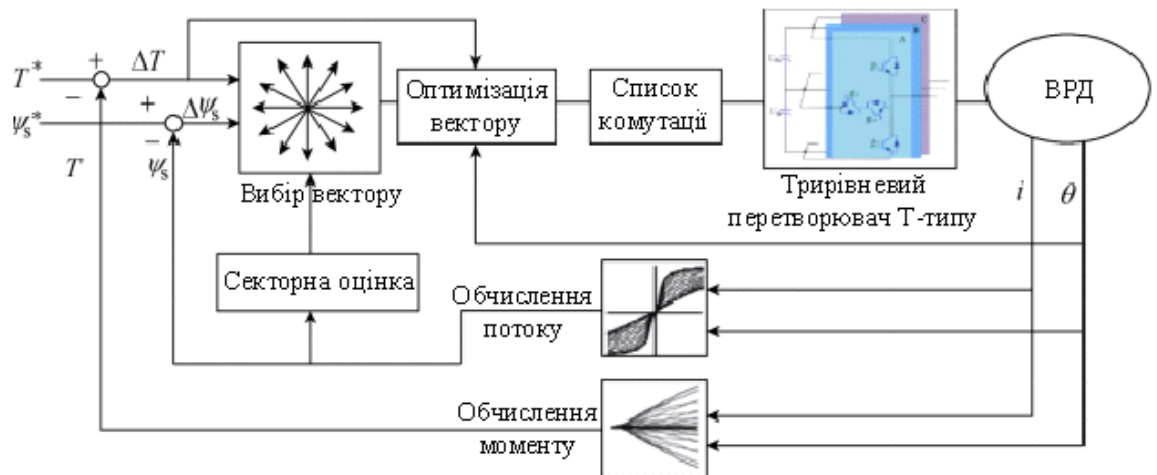 T*
+
−
ΔT
ψs*
+
−
Δψs
T
ψs
Вибір вектору
Оптимізація
вектору
Список
комутації
A
B
C
Трирівневий
перетворювач Т-типу
ВРД
i
θ
Секторна оцінка
Обчислення
потоку
Обчислення
моменту